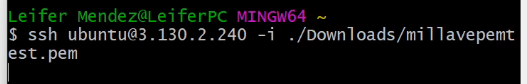 Leifer Mendez@LeiferPC MINGW64 ~
$ ssh ubuntu@3.130.2.240 -i ./Downloads/millavepemt
est.pem